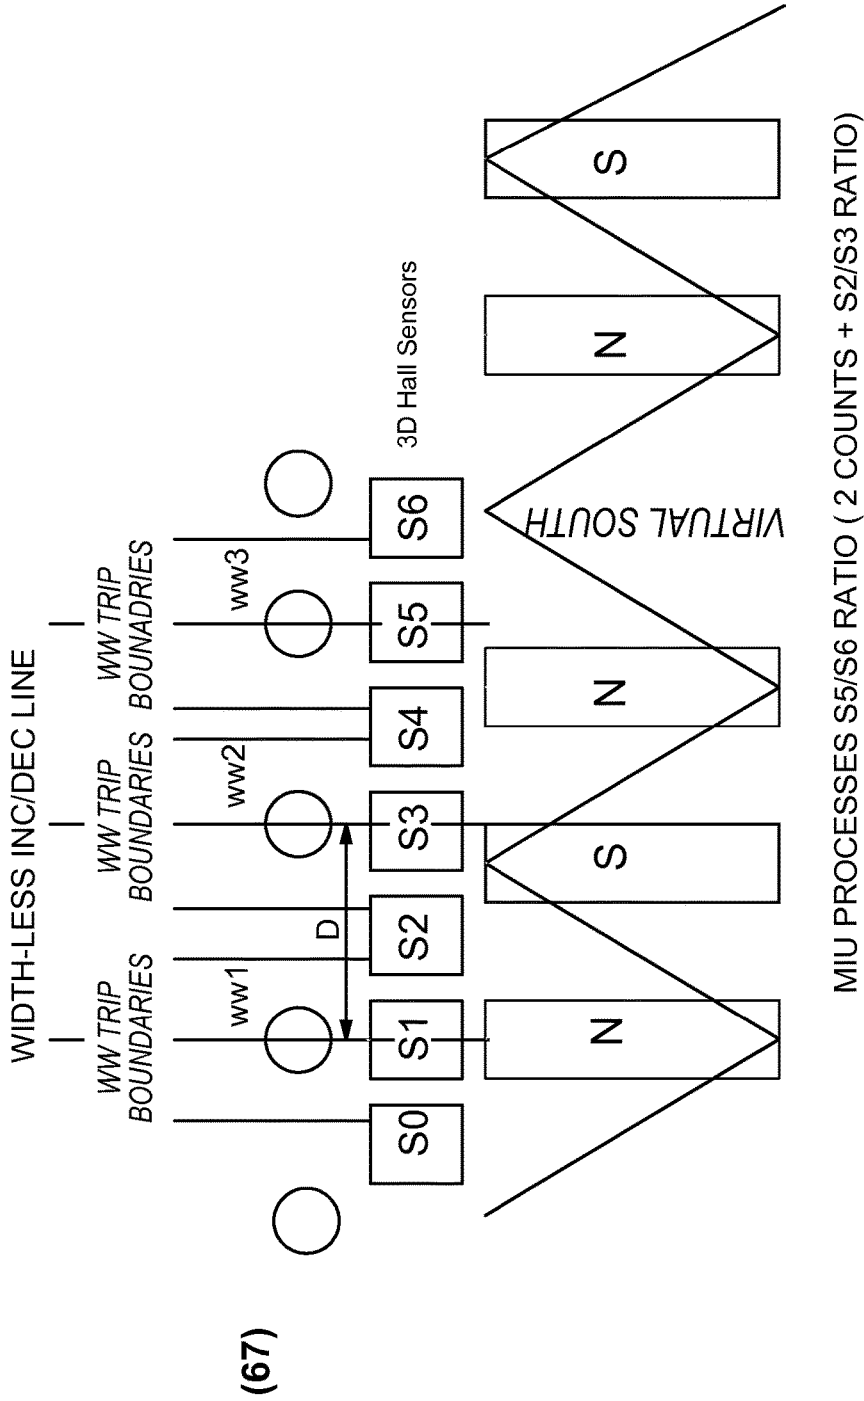 WIDTH-LESS INC/DEC LINE
WW TRIP
BOUNDARIES
WW TRIP
BOUNDARIES
WW TRIP
BOUNADRIES
ww1
ww2
ww3
(67)
D
S0
S1
S2
S3
S4
S5
S6
3D Hall Sensors
N
S
N
VIRTUAL SOUTH
N
S
MIU PROCESSES S5/S6 RATIO ( 2 COUNTS + S2/S3 RATIO)